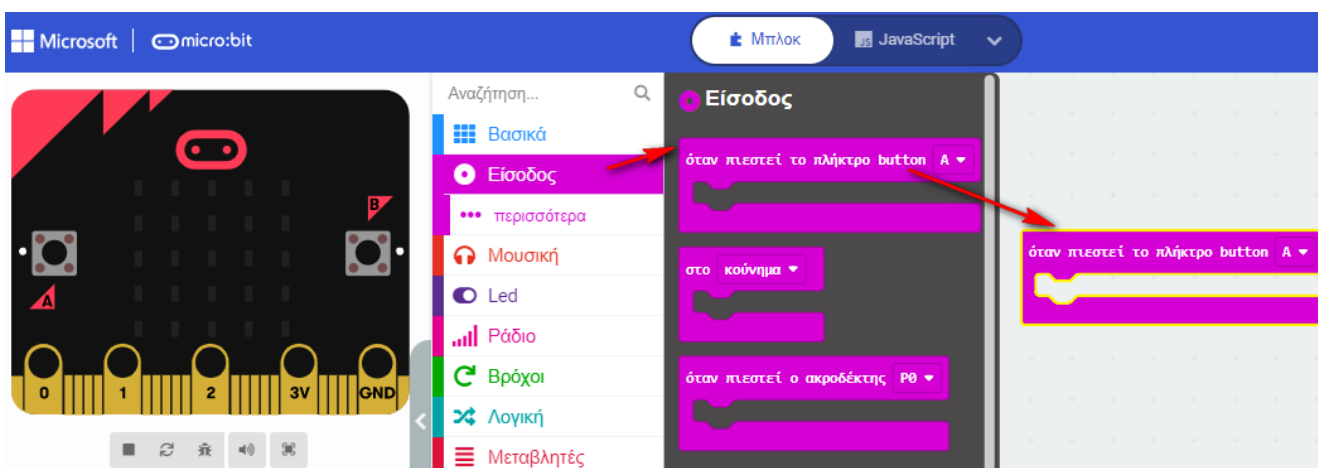 Microsoft micro:bit
Μπλοκ
JavaScript
B
A
0 1 2 3V GND
Αναζήτηση...
Βασικά
Είσοδος
περισσότερα
Μουσική
Led
Ράδιο
Βρόχοι
Λογική
Μεταβλητές
Είσοδος
όταν πιεστεί το πλήκτρο button A
στο κούνημα
όταν πιεστεί ο ακροδέκτης P0
όταν πιεστεί το πλήκτρο button A